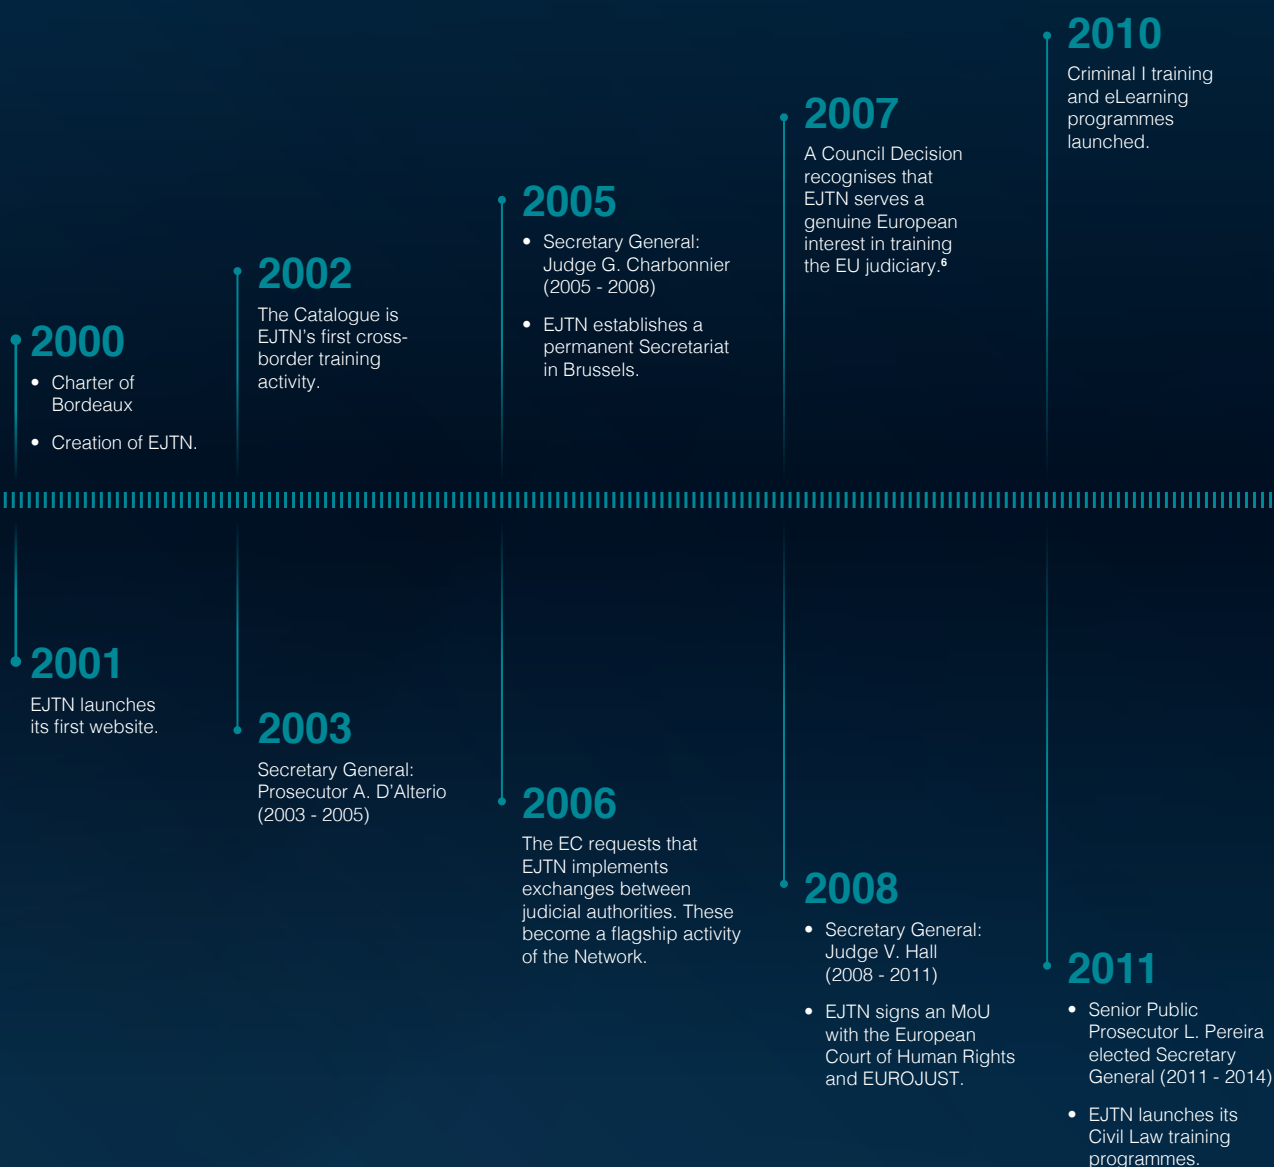 2000
• Charter of
Bordeaux
• Creation of EJTN.
2001
EJTN launches
its first website.
2002
The Catalogue is
EJTN’s first cross-
border training
activity.
2003
Secretary General:
Prosecutor A. D’Alterio
(2003 - 2005)
2005
• Secretary General:
Judge G. Charbonnier
(2005 - 2008)
• EJTN establishes a
permanent Secretariat
in Brussels.
2006
The EC requests that
EJTN implements
exchanges between
judicial authorities. These
become a flagship activity
of the Network.
2007
A Council Decision
recognises that
EJTN serves a
genuine European
interest in training
the EU judiciary.⁶
2008
• Secretary General:
Judge V. Hall
(2008 - 2011)
• EJTN signs an MoU
with the European
Court of Human Rights
and EUROJUST.
2010
Criminal I training
and eLearning
programmes
launched.
2011
• Senior Public
Prosecutor L. Pereira
elected Secretary
General (2011 - 2014)
• EJTN launches its
Civil Law training
programmes.